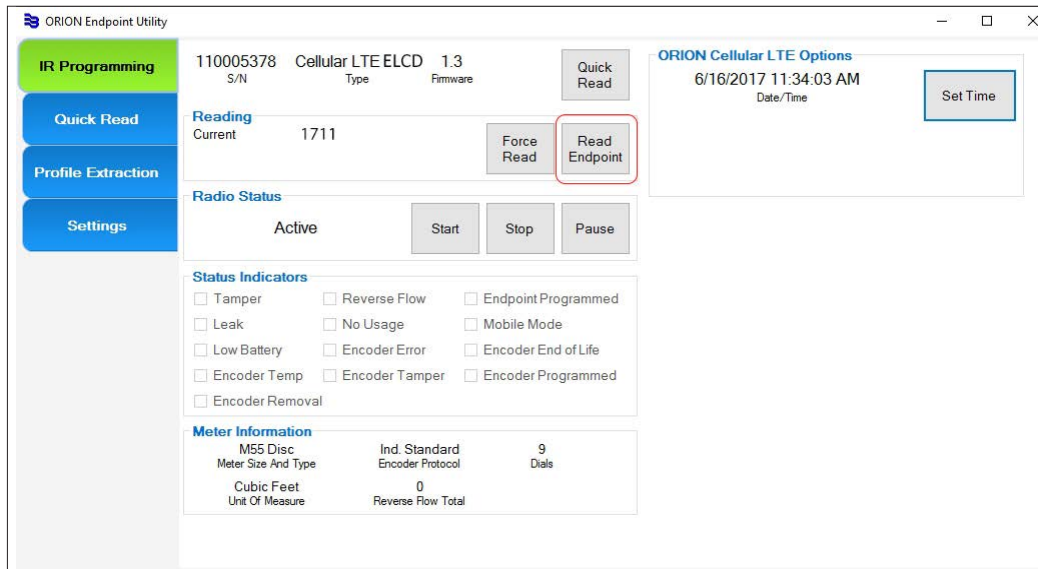 ORION Endpoint Utility
IR Programming
Quick Read
Profile Extraction
Settings
110005378 Cellular LTE ELCD 1.3
S/N Type Firmware
Quick
Read
Reading
Current 1711
Force
Read
Read
Endpoint
Radio Status
Active
Start
Stop
Pause
Status Indicators
Tamper Reverse Flow Endpoint Programmed
Leak No Usage Mobile Mode
Low Battery Encoder Error Encoder End of Life
Encoder Temp Encoder Tamper Encoder Programmed
Encoder Removal
Meter Information
M55 Disc Ind. Standard 9
Meter Size And Type Encoder Protocol Dials
Cubic Feet 0
Unit Of Measure Reverse Flow Total
ORION Cellular LTE Options
6/16/2017 11:34:03 AM
Date/Time
Set Time